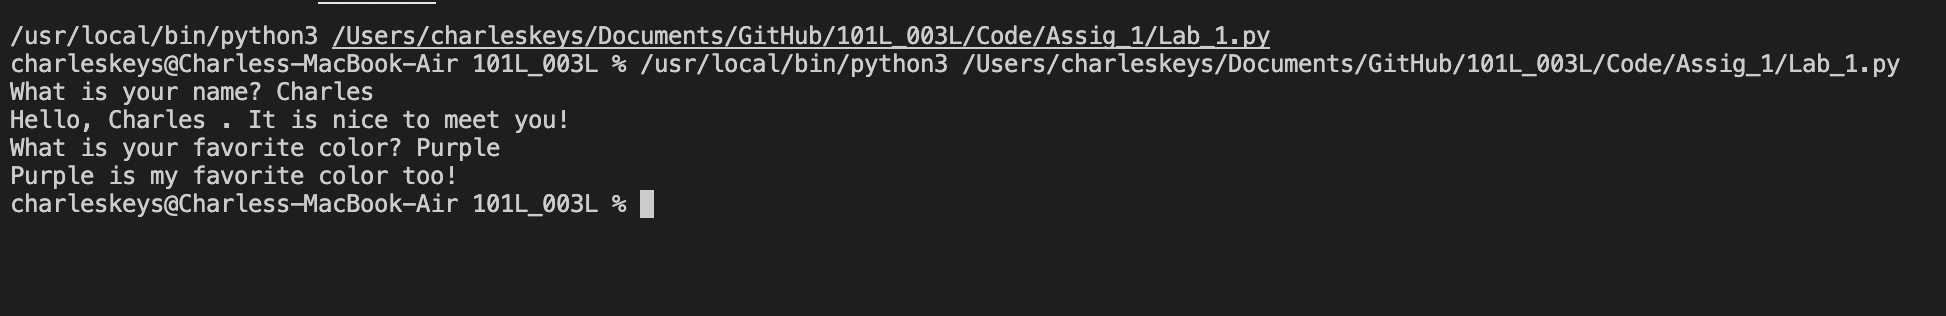 /usr/local/bin/python3 /Users/charleskeys/Documents/GitHub/101L_003L/Code/Assig_1/Lab_1.py
charleskeys@Charless-MacBook-Air 101L_003L % /usr/local/bin/python3 /Users/charleskeys/Documents/GitHub/101L_003L/Code/Assig_1/Lab_1.py
What is your name? Charles
Hello, Charles . It is nice to meet you!
What is your favorite color? Purple
Purple is my favorite color too!
charleskeys@Charless-MacBook-Air 101L_003L %